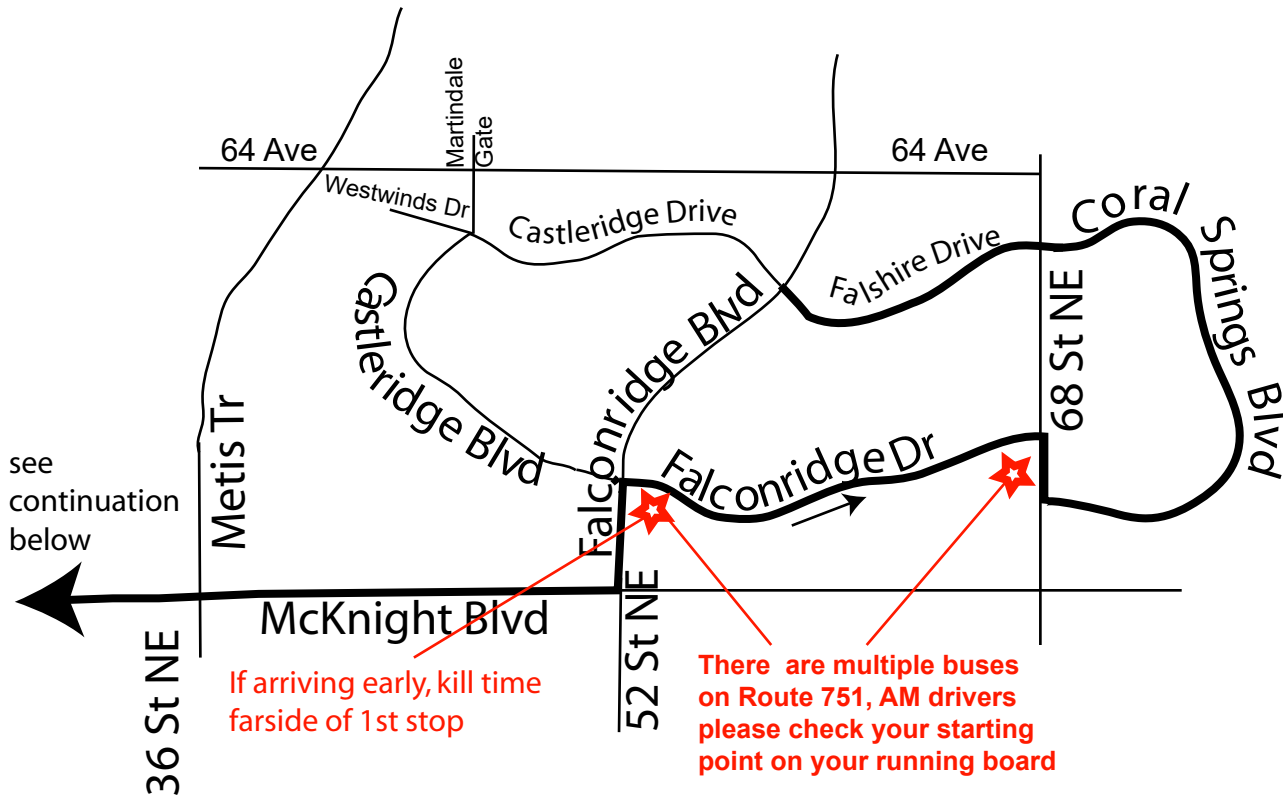 Martindale
Gate
64 Ave
64 Ave
Westwinds Dr
Castleridge Drive
Falshire Drive
Coral
Springs Blvd
Castleridge Blvd
Falconridge Blvd
68 St NE
Metis Tr
Falconridge Dr
see
continuation
below
McKnight Blvd
36 St NE
52 St NE
If arriving early, kill time
farside of 1st stop
There are multiple buses
on Route 751, AM drivers
please check your starting
point on your running board